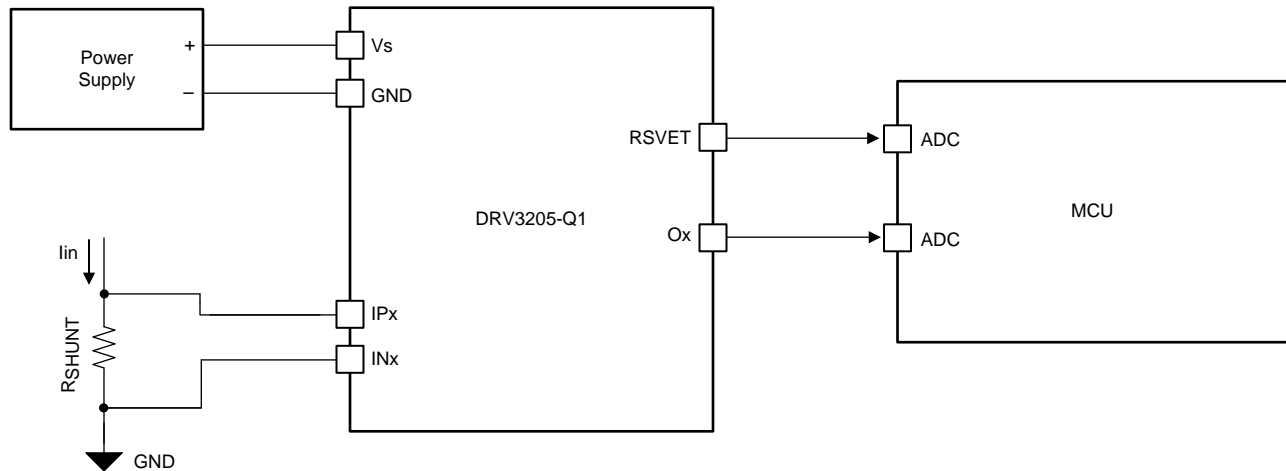 Power
Supply
+
−
Vs
GND
RSVET
ADC
DRV3205-Q1
MCU
Ox
ADC
Iin
IPx
RSHUNT
INx
GND